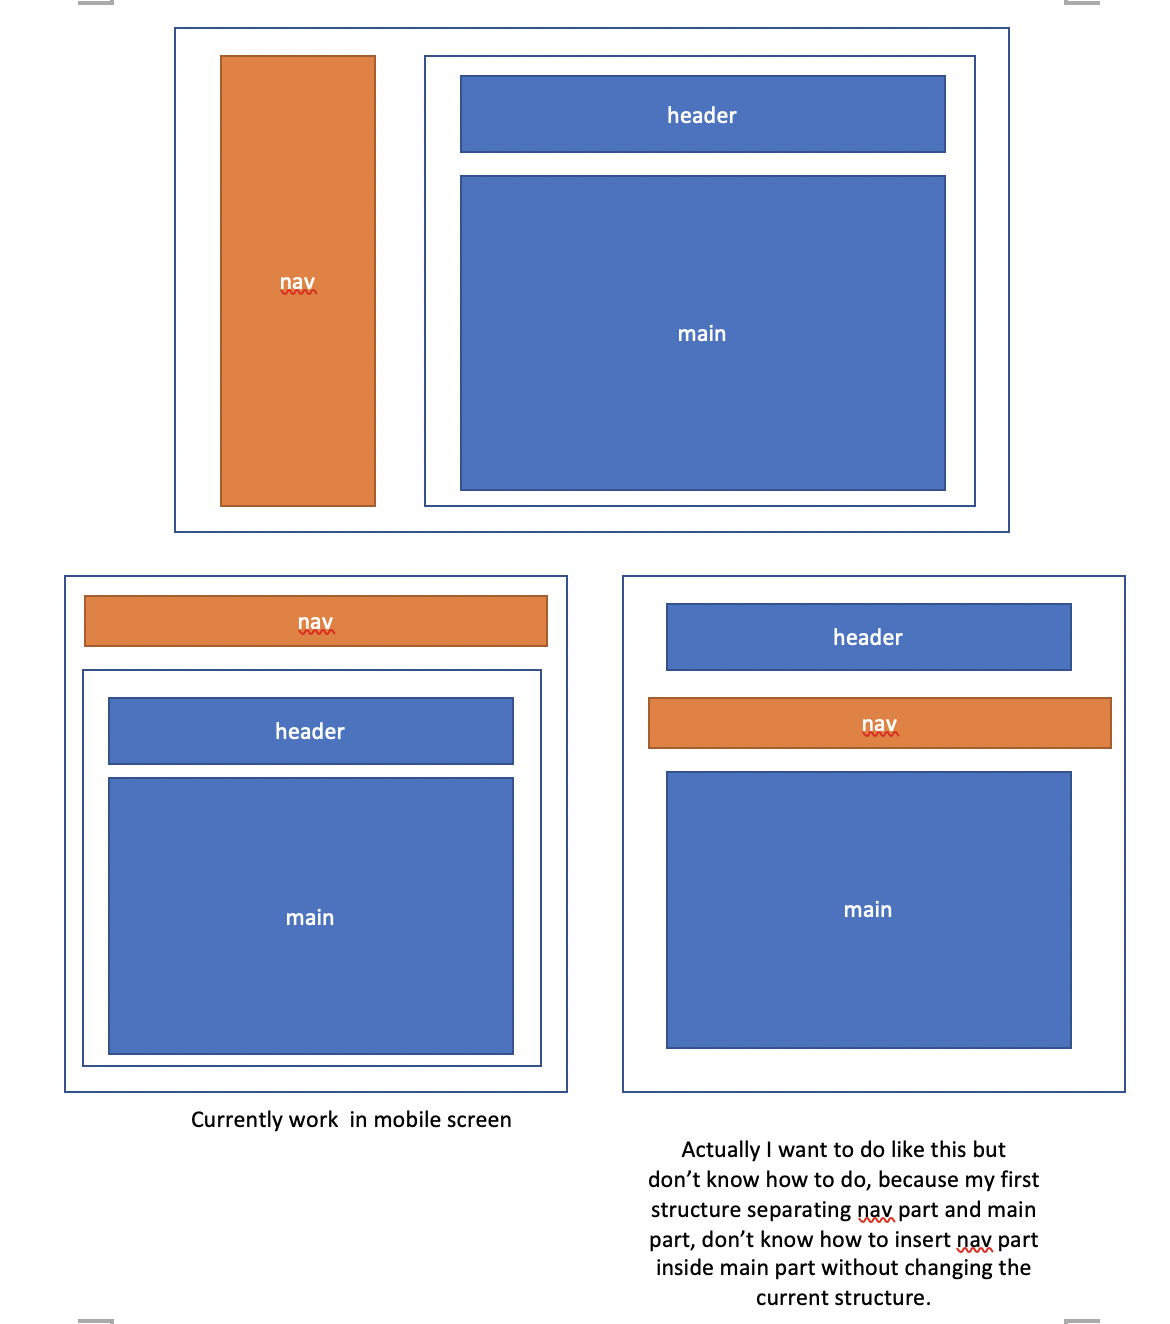 header
nav
main
nav
header
main
Currently work  in mobile screen
header
nav
main
Actually I want to do like this but
don’t know how to do, because my first
structure separating nav part and main
part, don’t know how to insert nav part
inside main part without changing the
current structure.